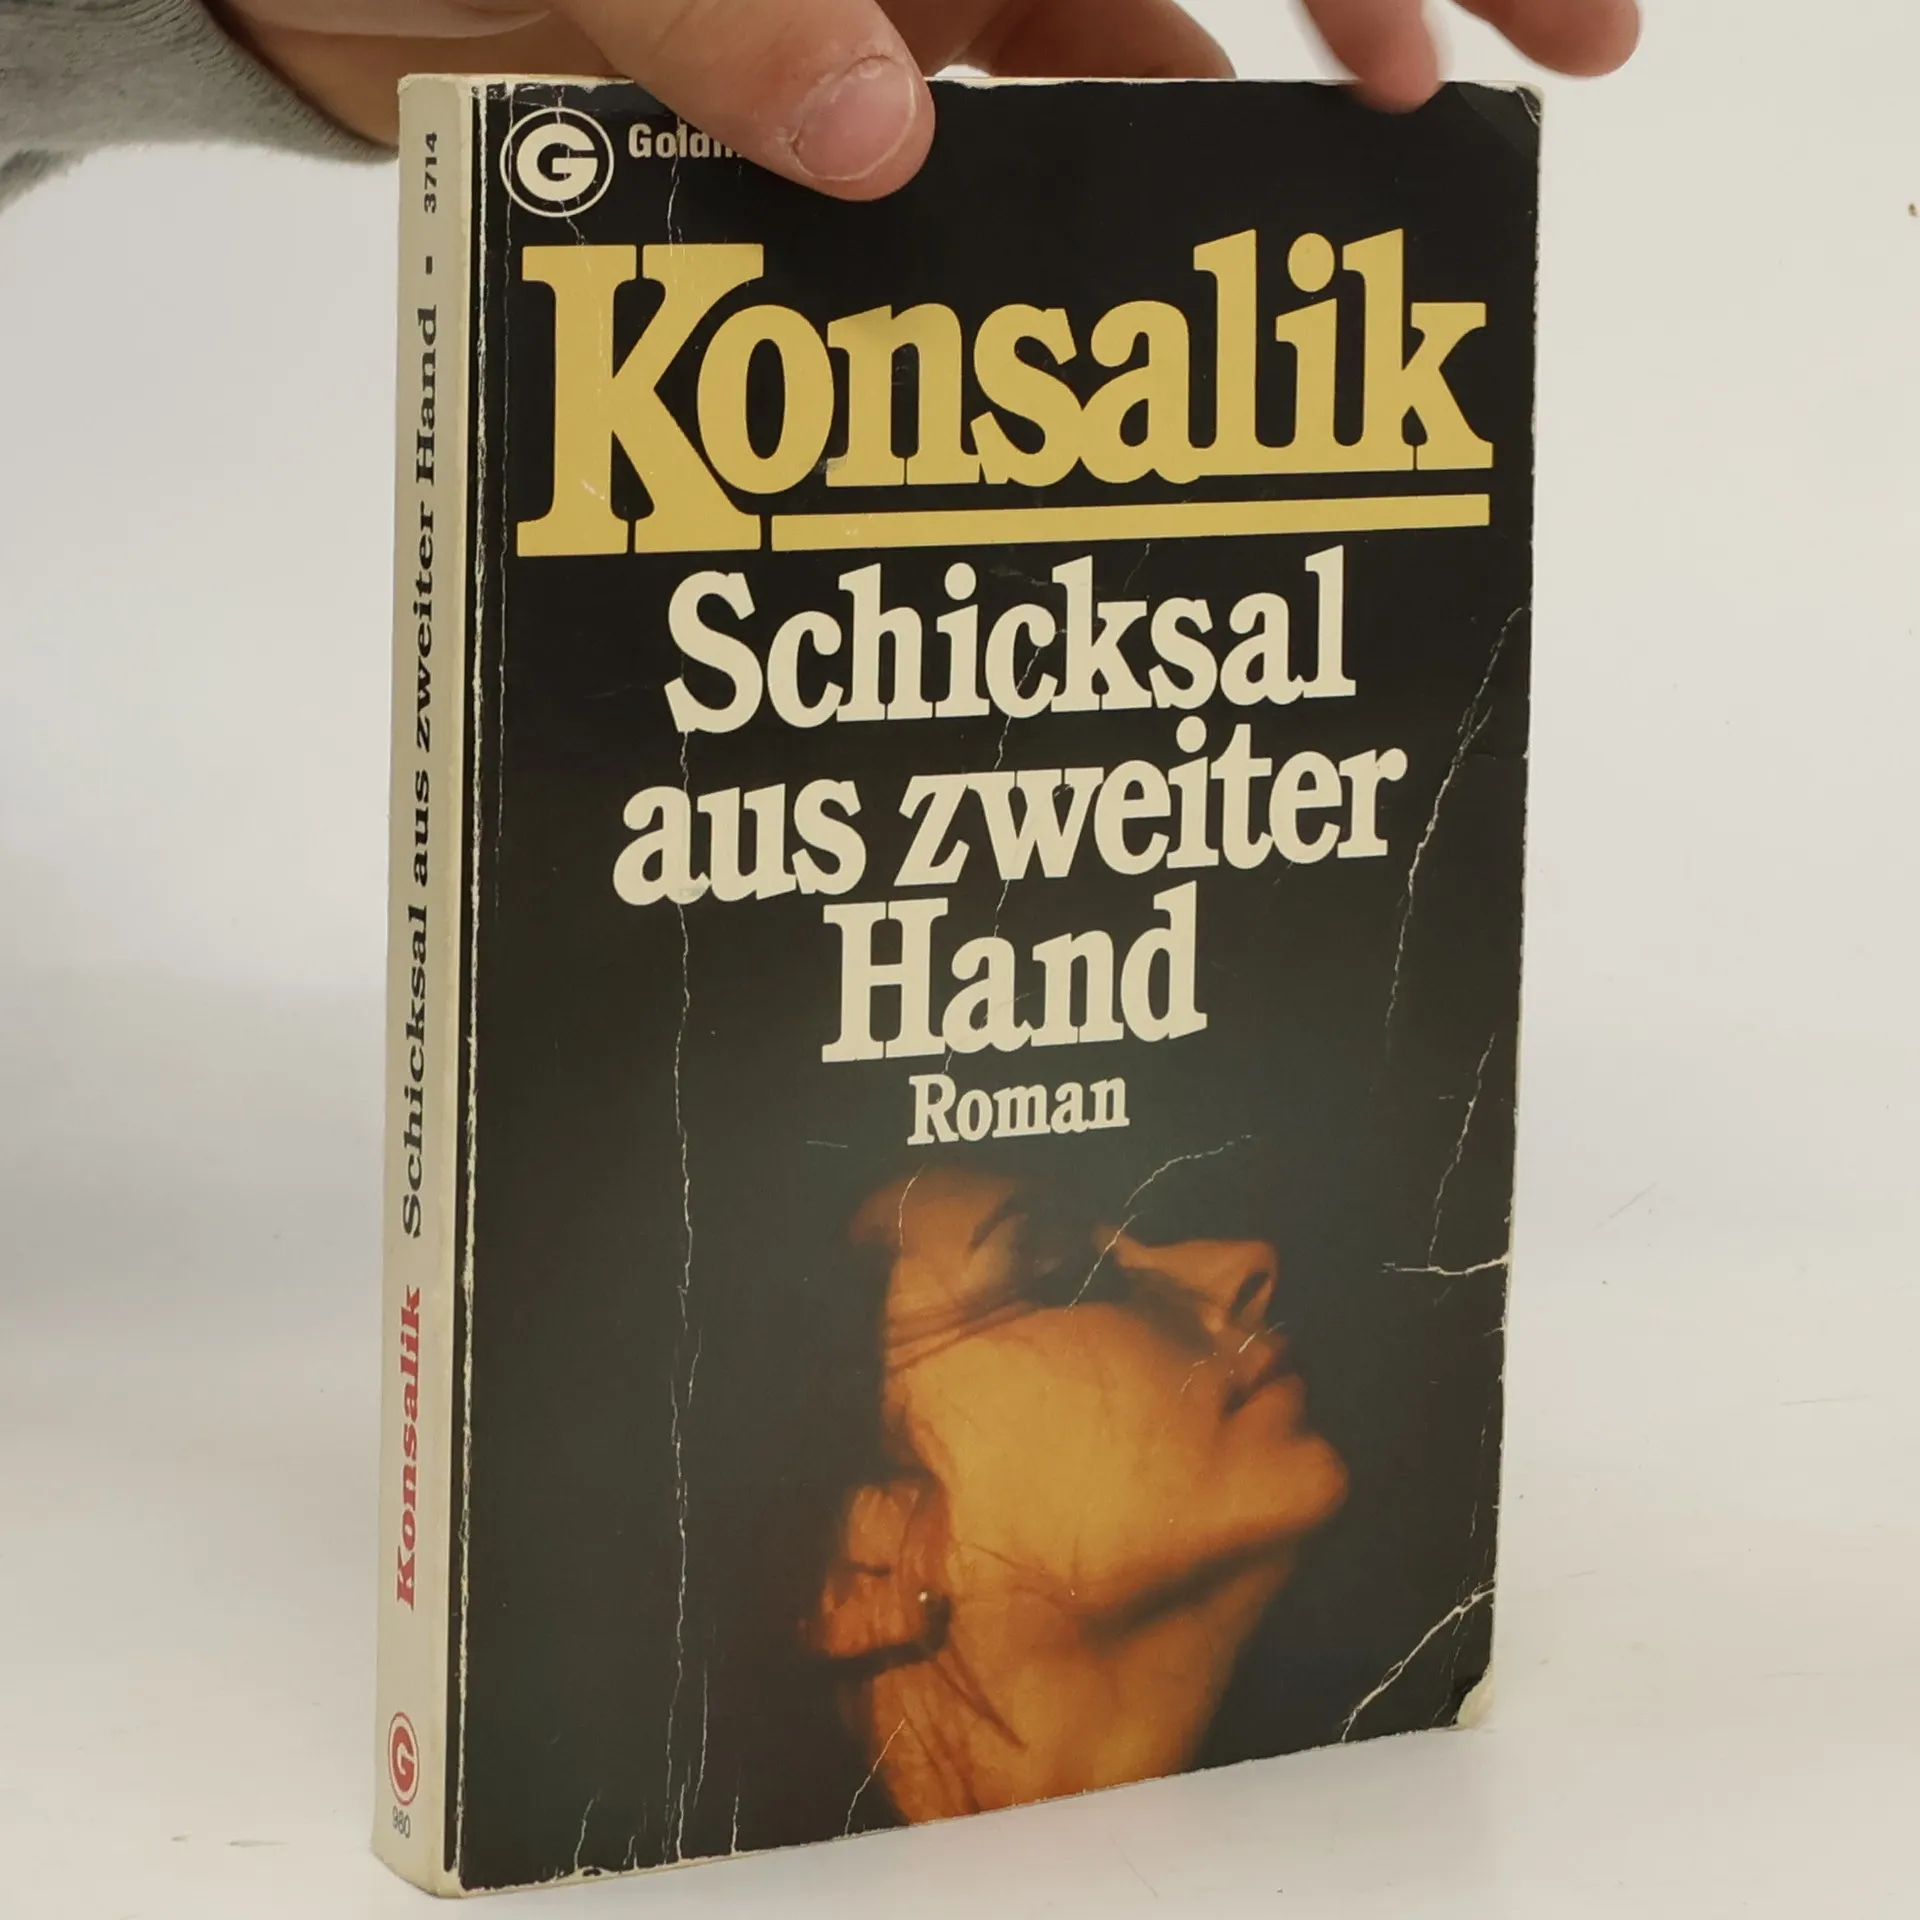 G
Konsalik
Schicksal
aus zweiter
Hand
Roman
Konsalik Schicksal aus zweiter Hand - 3714
G
980